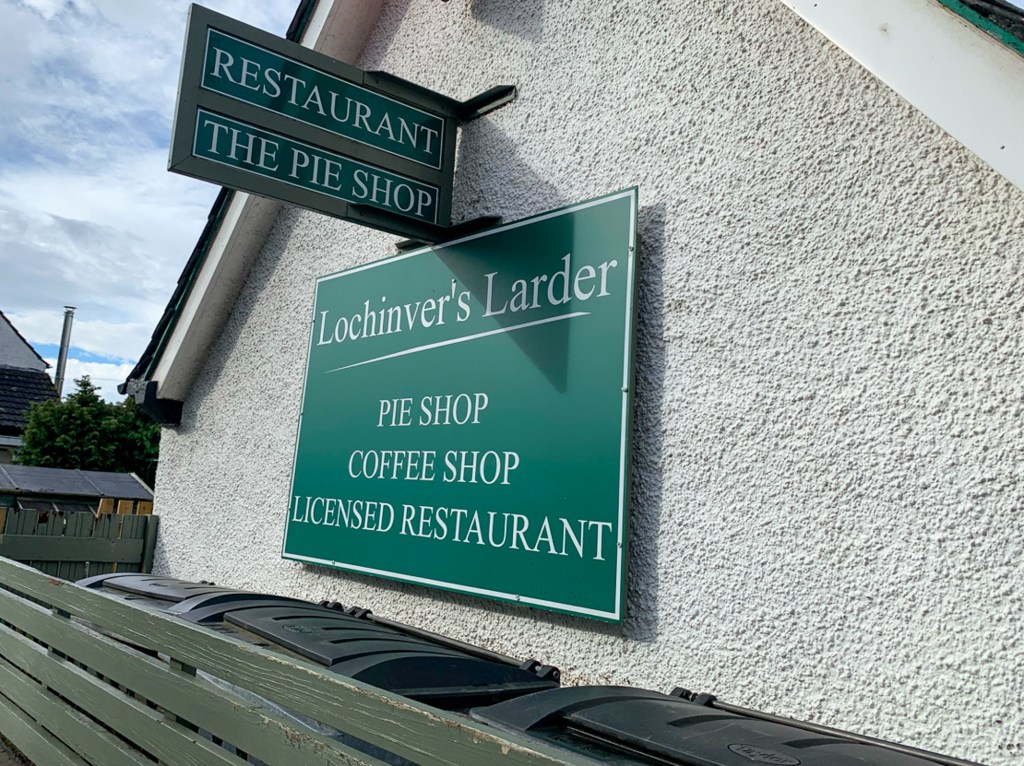 RESTAURANT
THE PIE SHOP
Lochinver's Larder
PIE SHOP
COFFEE SHOP
LICENSED RESTAURANT